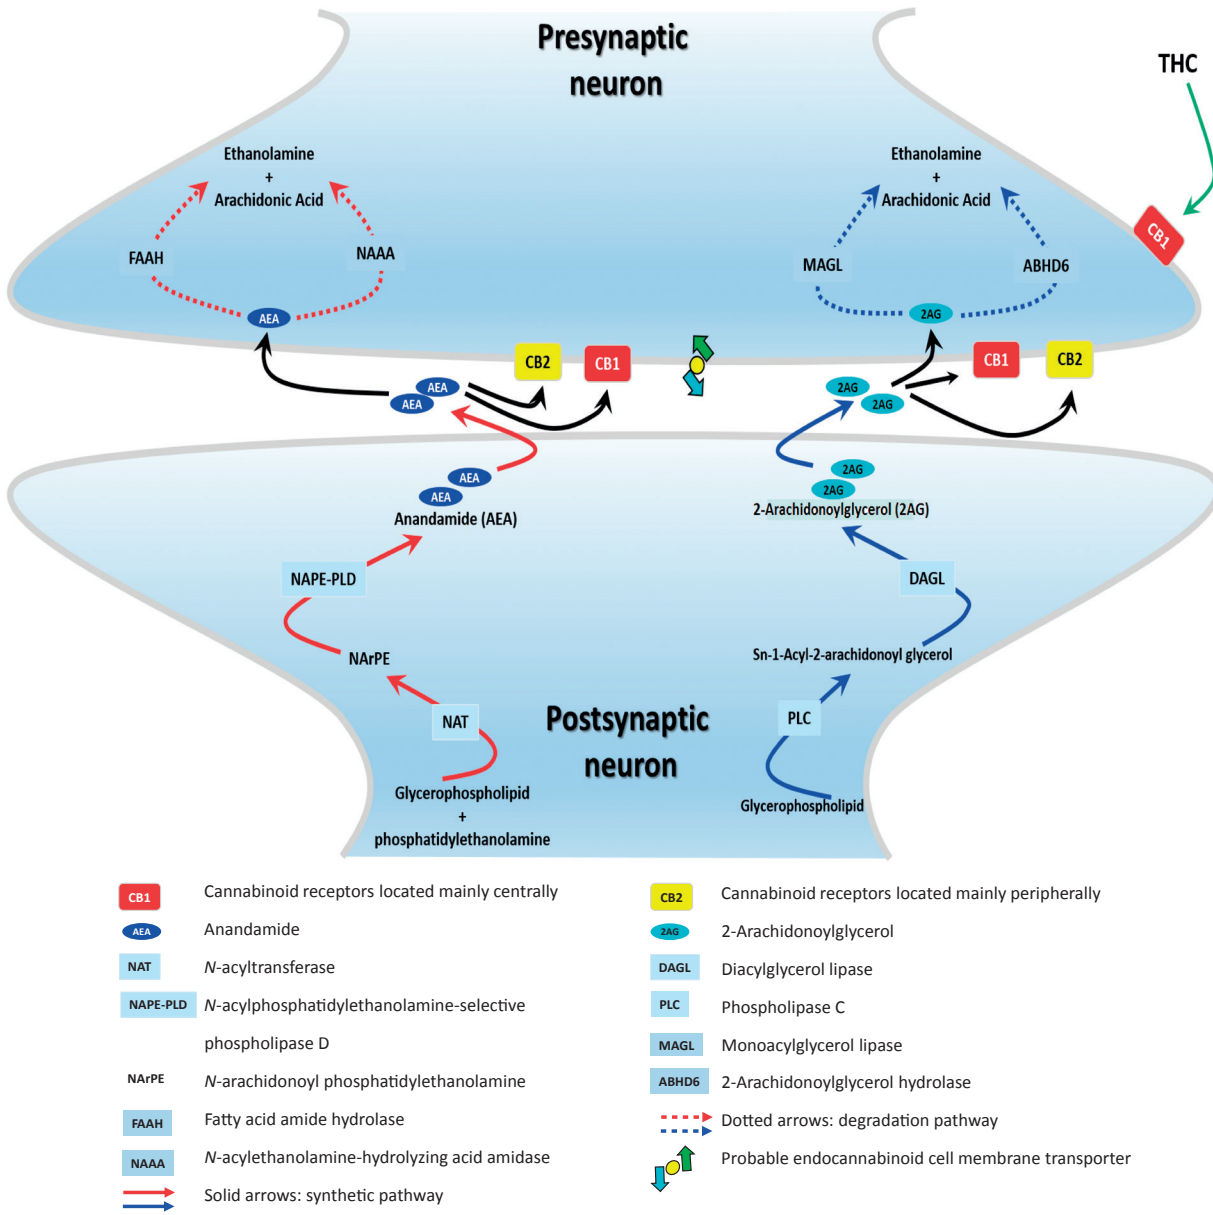 Presynaptic
neuron
THC
Ethanolamine
+
Arachidonic Acid
Ethanolamine
+
Arachidonic Acid
CB1
FAAH
NAAA
MAGL
ABHD6
AEA
2AG
CB2
CB1
CB1
CB2
AEA
AEA
2AG
2AG
AEA
AEA
Anandamide (AEA)
2AG
2AG
2-Arachidonoylglycerol (2AG)
NAPE-PLD
DAGL
NArPE
Sn-1-Acyl-2-arachidonoyl glycerol
NAT
PLC
Postsynaptic
neuron
Glycerophospholipid
+
phosphatidylethanolamine
Glycerophospholipid
CB1 Cannabinoid receptors located mainly centrally
AEA Anandamide
NAT N-acyltransferase
NAPE-PLD N-acylphosphatidylethanolamine-selective
phospholipase D
NArPE N-arachidonoyl phosphatidylethanolamine
FAAH Fatty acid amide hydrolase
NAAA N-acylethanolamine-hydrolyzing acid amidase
Solid arrows: synthetic pathway
CB2 Cannabinoid receptors located mainly peripherally
2AG 2-Arachidonoylglycerol
DAGL Diacylglycerol lipase
PLC Phospholipase C
MAGL Monoacylglycerol lipase
ABHD6 2-Arachidonoylglycerol hydrolase
Dotted arrows: degradation pathway
Probable endocannabinoid cell membrane transporter